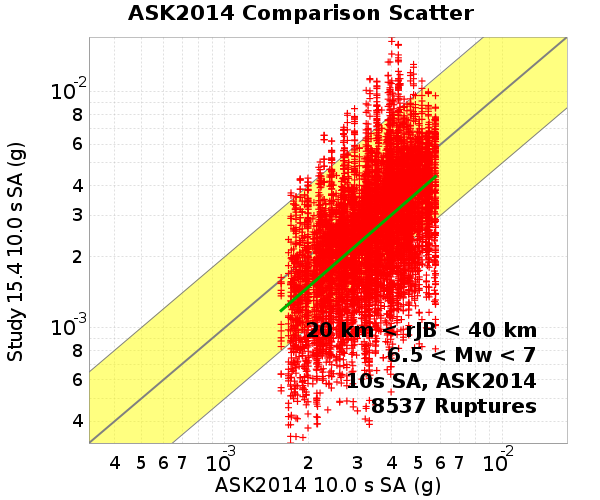 ASK2014 Comparison Scatter
Study 15.4 10.0 s SA (g)
10-2
8
6
4
3
2
10-3
8
6
4
20 km < rJB < 40 km
6.5 < Mw < 7
10s SA, ASK2014
8537 Ruptures
4 5 6 7 10-3 2 3 4 5 6 7 10-2
ASK2014 10.0 s SA (g)